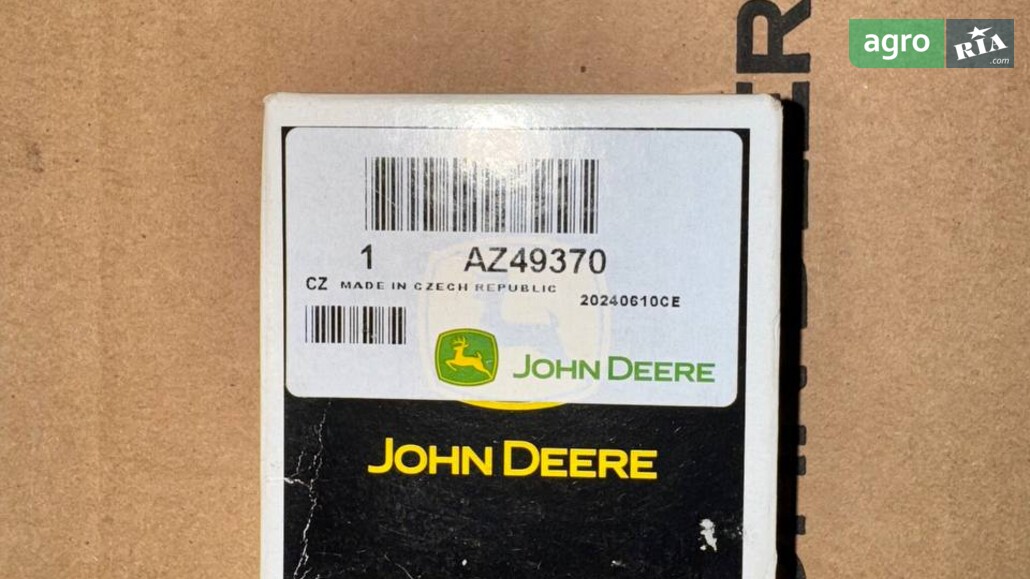 agro RIA.com
1 AZ49370
CZ MADE IN CZECH REPUBLIC
20240610CE
JOHN DEERE
JOHN DEERE